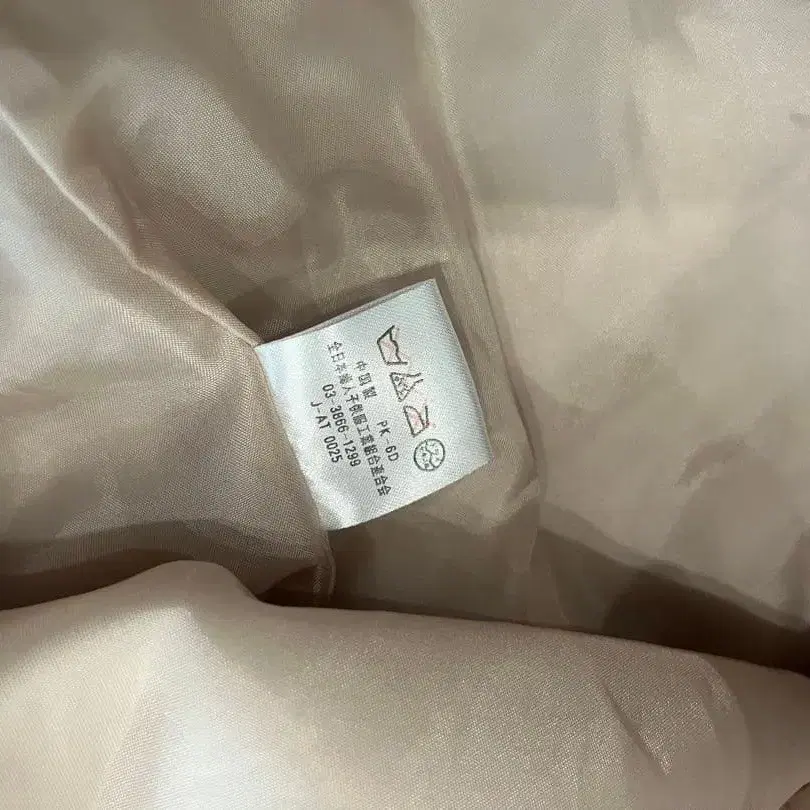 中国製 PK-6D
全日本婦人子供服工業組合連合会
03-3866-1299
J-AT 0025